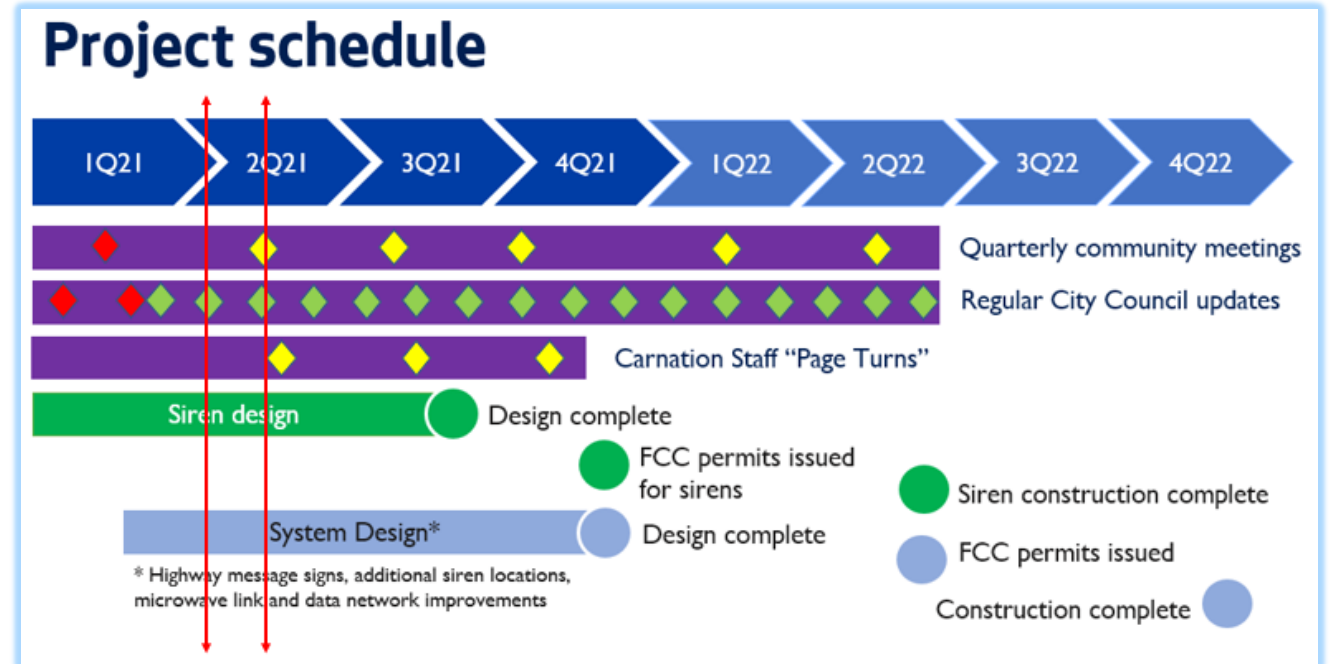 Project schedule
1Q21
2Q21
3Q21
4Q21
1Q22
2Q22
3Q22
4Q22
Quarterly community meetings
Regular City Council updates
Carnation Staff “Page Turns”
Siren design
Design complete
FCC permits issued
for sirens
Siren construction complete
System Design*
Design complete
FCC permits issued
* Highway message signs, additional siren locations,
microwave link and data network improvements
Construction complete